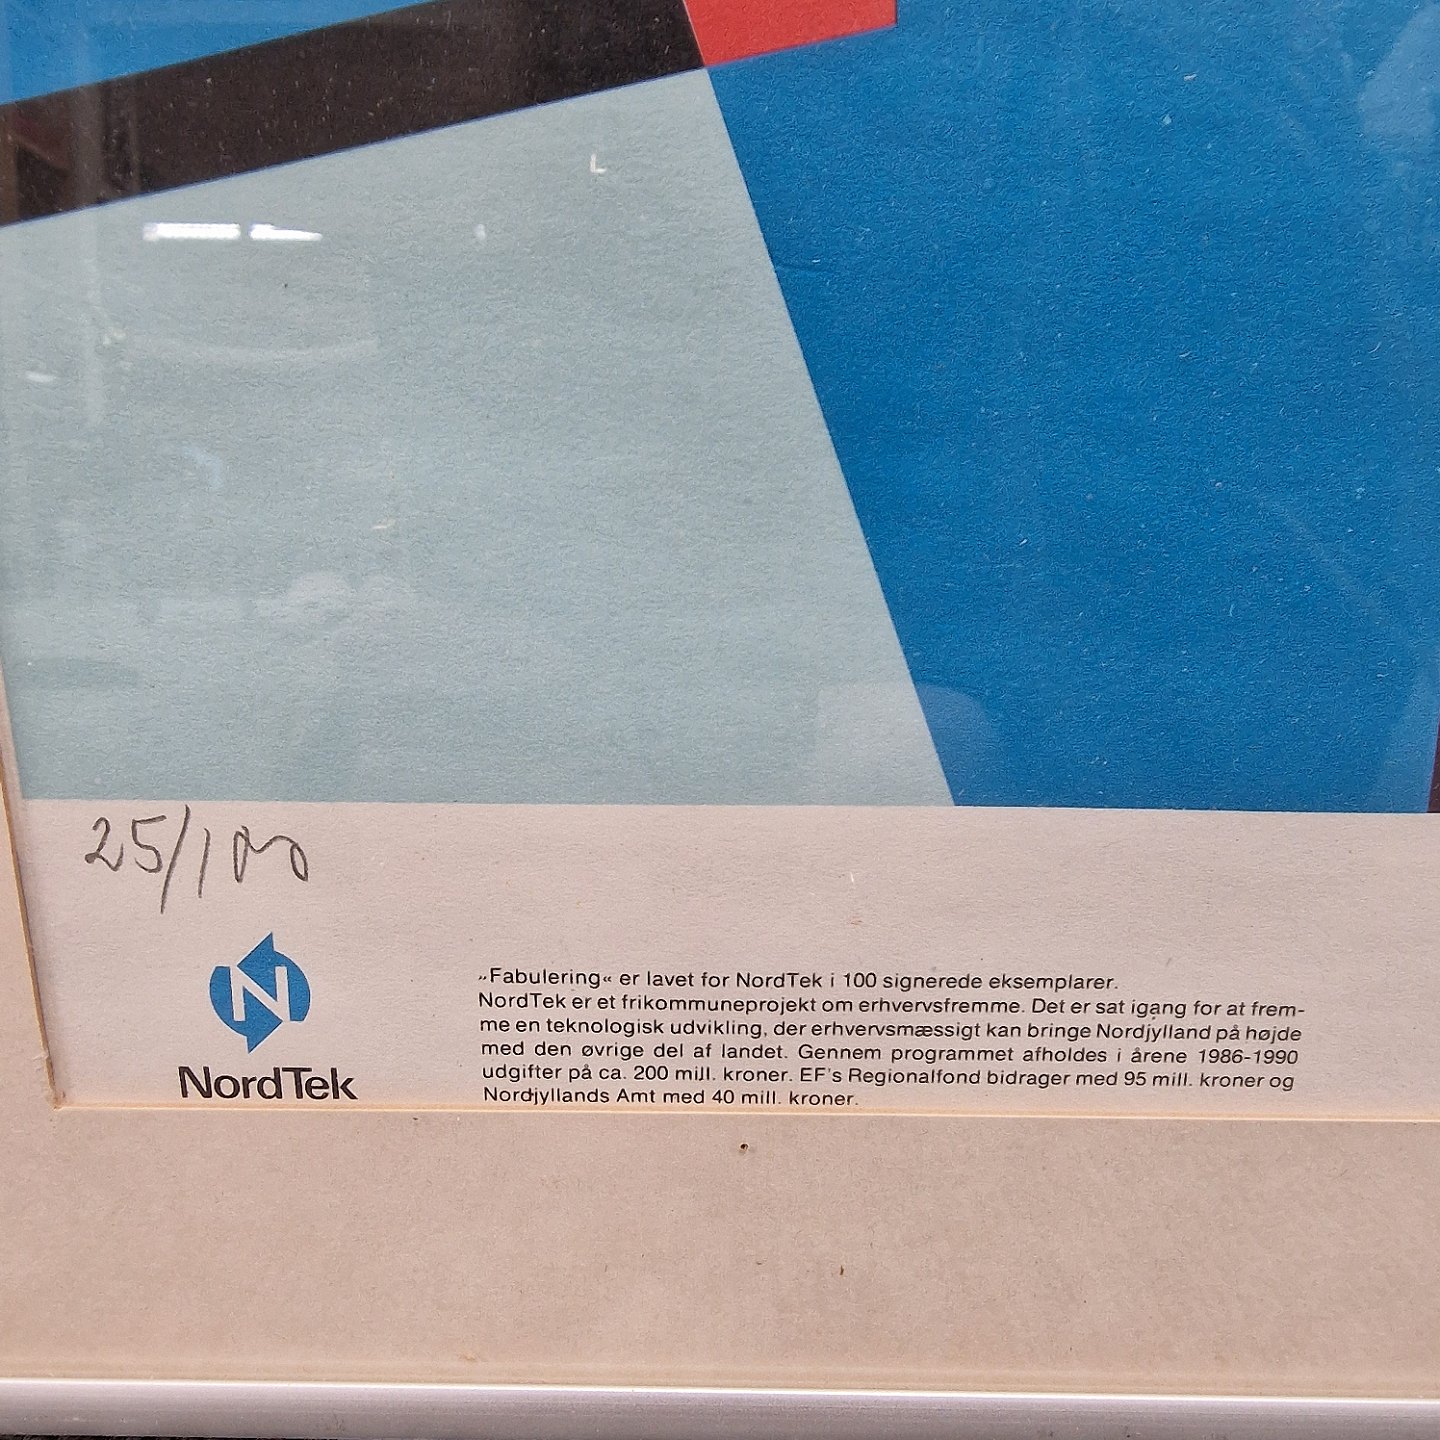 25/100
N
NordTek
„Fabulering« er lavet for NordTek i 100 signerede eksemplarer.
NordTek er et frikommuneprojekt om erhvervsfremme. Det er sat igang for at frem-
me en teknologisk udvikling, der erhvervsmæssigt kan bringe Nordjylland på højde
med den øvrige del af landet. Gennem programmet afholdes i årene 1986-1990
udgifter på ca. 200 mill. kroner. EF's Regionalfond bidrager med 95 mill. kroner og
Nordjyllands Amt med 40 mill. kroner.